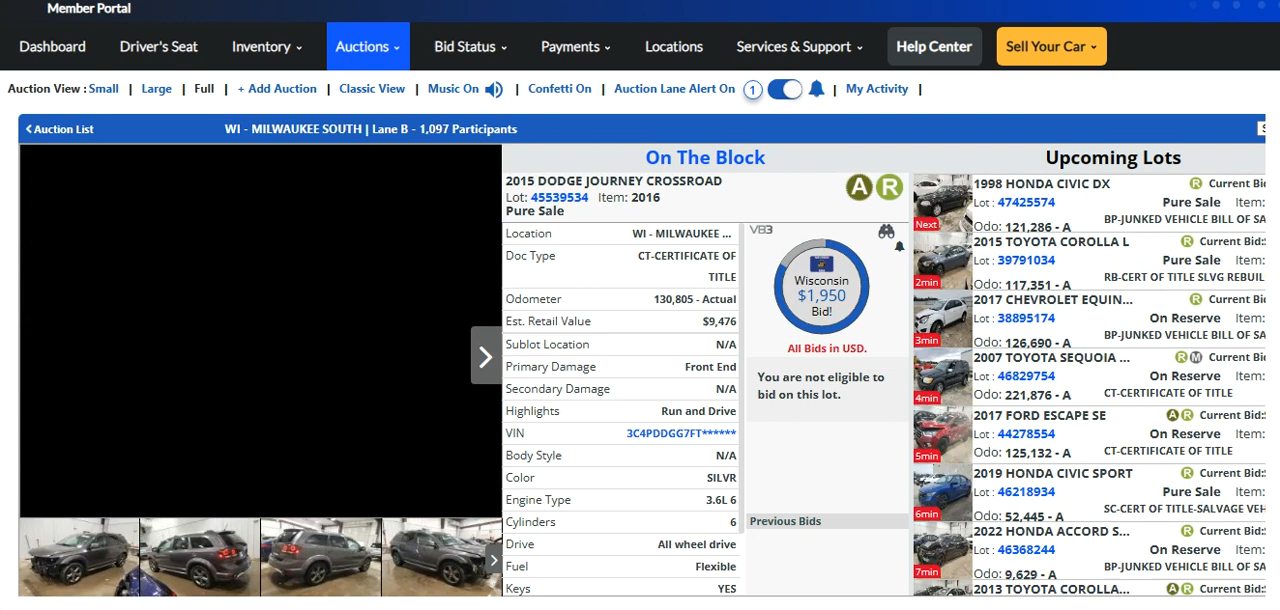 Member Portal
Dashboard Driver's Seat Inventory Auctions Bid Status Payments Locations Services & Support Help Center Sell Your Car
Auction View : Small | Large | Full | + Add Auction | Classic View | Music On | Confetti On | Auction Lane Alert On 1 | My Activity |
Auction List WI - MILWAUKEE SOUTH | Lane B - 1,097 Participants
On The Block
2015 DODGE JOURNEY CROSSROAD
A R
Lot: 45539534 Item: 2016
Pure Sale
Location WI - MILWAUKEE ...
Doc Type CT-CERTIFICATE OF
TITLE
Odometer 130,805 - Actual
Est. Retail Value $9,476
Sublot Location N/A
Primary Damage Front End
Secondary Damage N/A
Highlights Run and Drive
VIN 3C4PDDGG7FT******
Body Style N/A
Color SILVR
Engine Type 3.6L 6
Cylinders 6
Drive All wheel drive
Fuel Flexible
Keys YES
VB3
Wisconsin
$1,950
Bid!
All Bids in USD.
You are not eligible to
bid on this lot.
Previous Bids
Upcoming Lots
1998 HONDA CIVIC DX R Current Bid
Lot : 47425574 Pure Sale Item:
BP-JUNKED VEHICLE BILL OF SA
Next
Odo: 121,286 - A
2015 TOYOTA COROLLA L R Current Bid:
Lot : 39791034 Pure Sale Item:
RB-CERT OF TITLE SLVG REBUIL
2min
Odo: 117,351 - A
2017 CHEVROLET EQUIN... R Current Bid
Lot : 38895174 On Reserve Item:
BP-JUNKED VEHICLE BILL OF SA
3min
Odo: 126,690 - A
2007 TOYOTA SEQUOIA ... R M Current Bid
Lot : 46829754 On Reserve Item:
4min
Odo: 221,876 - A CT-CERTIFICATE OF TITLE
2017 FORD ESCAPE SE A R Current Bid:
Lot : 44278554 On Reserve Item:
5min
Odo: 125,132 - A CT-CERTIFICATE OF TITLE
2019 HONDA CIVIC SPORT R Current Bid:
Lot : 46218934 Pure Sale Item:
SC-CERT OF TITLE-SALVAGE VEH
6min
Odo: 52,445 - A
2022 HONDA ACCORD S... R Current Bid:
Lot : 46368244 On Reserve Item:
BP-JUNKED VEHICLE BILL OF SA
7min
Odo: 9,629 - A
2013 TOYOTA COROLLA... A R Current Bid: